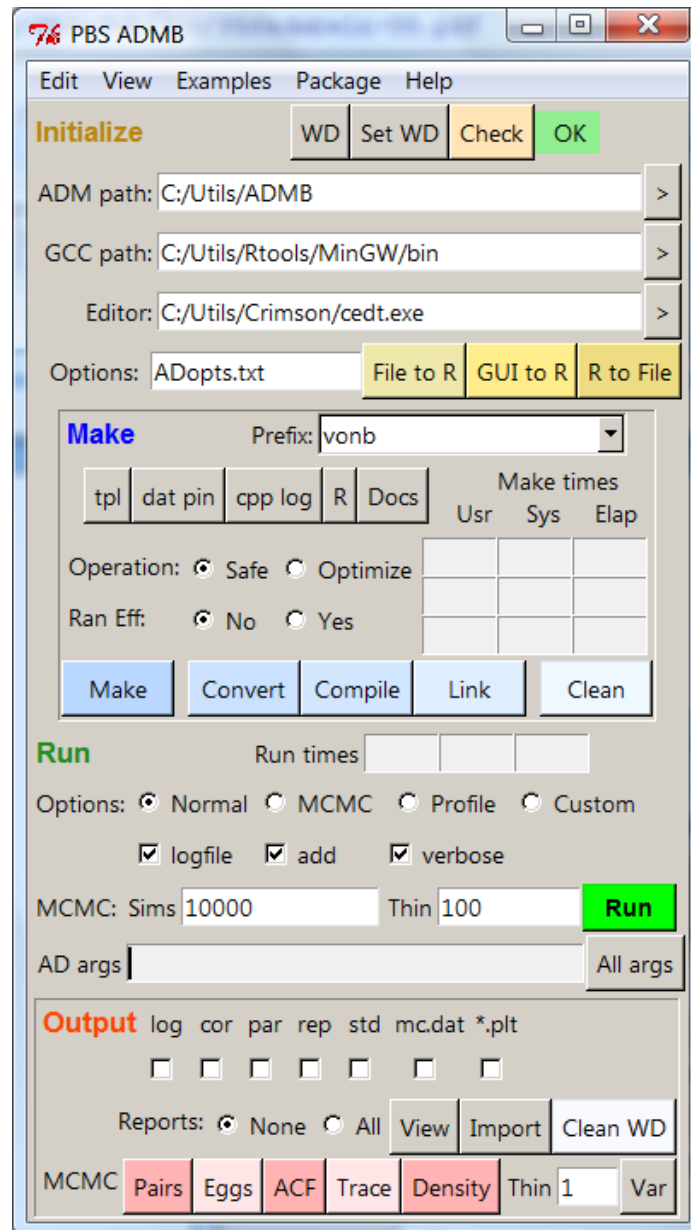 PBS ADMB
Edit View Examples Package Help
Initialize WD Set WD Check OK
ADM path: C:/Utils/ADMB >
GCC path: C:/Utils/Rtools/MinGW/bin >
Editor: C:/Utils/Crimson/cedt.exe >
Options: ADopts.txt File to R GUI to R R to File
Make Prefix: vonb
tpl dat pin cpp log R Docs Make times
Usr Sys Elap
Operation: Safe Optimize
Ran Eff: No Yes
Make Convert Compile Link Clean
Run Run times
Options: Normal MCMC Profile Custom
logfile add verbose
MCMC: Sims 10000 Thin 100 Run
AD args All args
Output log cor par rep std mc.dat *.plt
Reports: None All View Import Clean WD
MCMC Pairs Eggs ACF Trace Density Thin 1 Var